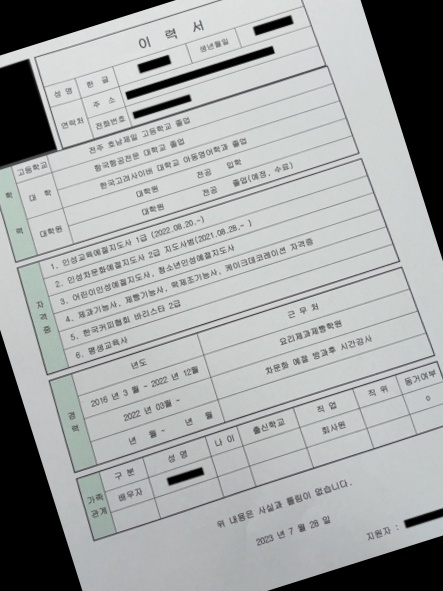 이 력 서
성 명 한 글 생년월일
연락처 주 소
전화번호
학 력
고등학교 전주 호남제일 고등학교 졸업
대 학 항국항공전문 대학교 졸업
한국고려사이버 대학교 아동영어학과 졸업
대학원 대학원 전공 입학
대학원 전공 졸업(예정, 수료)
자 격 증
1. 인성교육예절지도사 1급 (2022.08.20.~)
2. 인성차문화예절지도사 2급 지도사범(2021.08.28.~ )
3. 어린이인성예절지도사, 청소년인성예절지도사
4. 제과기능사, 제빵기능사, 떡제조기능사, 케이크데코레이션 자격증
5. 한국커피협회 바리스타 2급
6. 평생교육사
경 력
년도 근 무 처
2016 년 3 월 ~ 2022 년 12월 요리제과제빵학원
2022 년 03월 ~ 차문화 예절 방과후 시간강사
년 월 ~ 년 월
가족 관계
구 분 성 명 나 이 출신학교 직 업 직 위 동거여부
배우자 회사원 0
위 내용은 사실과 틀림이 없습니다.
2023 년 7 월 28 일
지원자 :